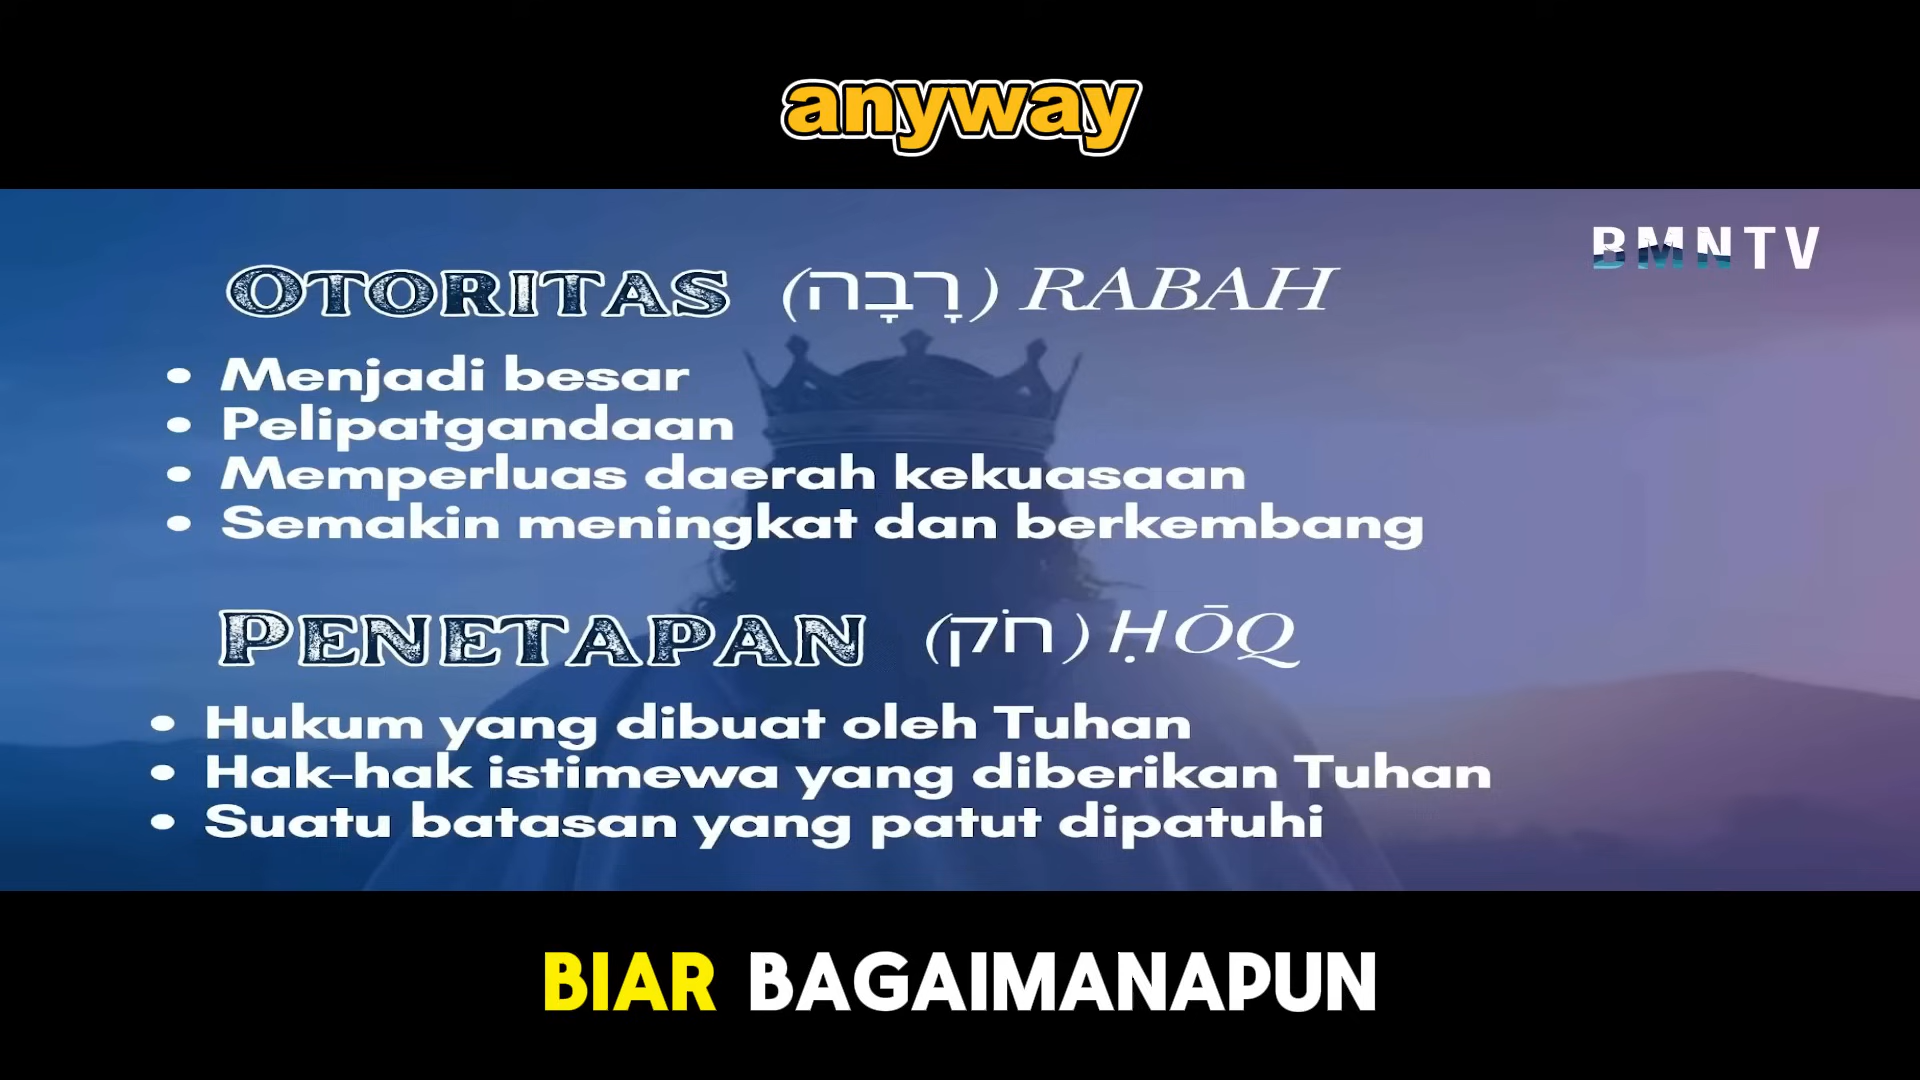 anyway
BMNTV
OTORITAS (רָבָה) RABAH
• Menjadi besar
• Pelipatgandaan
• Memperluas daerah kekuasaan
• Semakin meningkat dan berkembang
PENETAPAN (חֹק) ḤŌQ
• Hukum yang dibuat oleh Tuhan
• Hak-hak istimewa yang diberikan Tuhan
• Suatu batasan yang patut dipatuhi
BIAR BAGAIMANAPUN